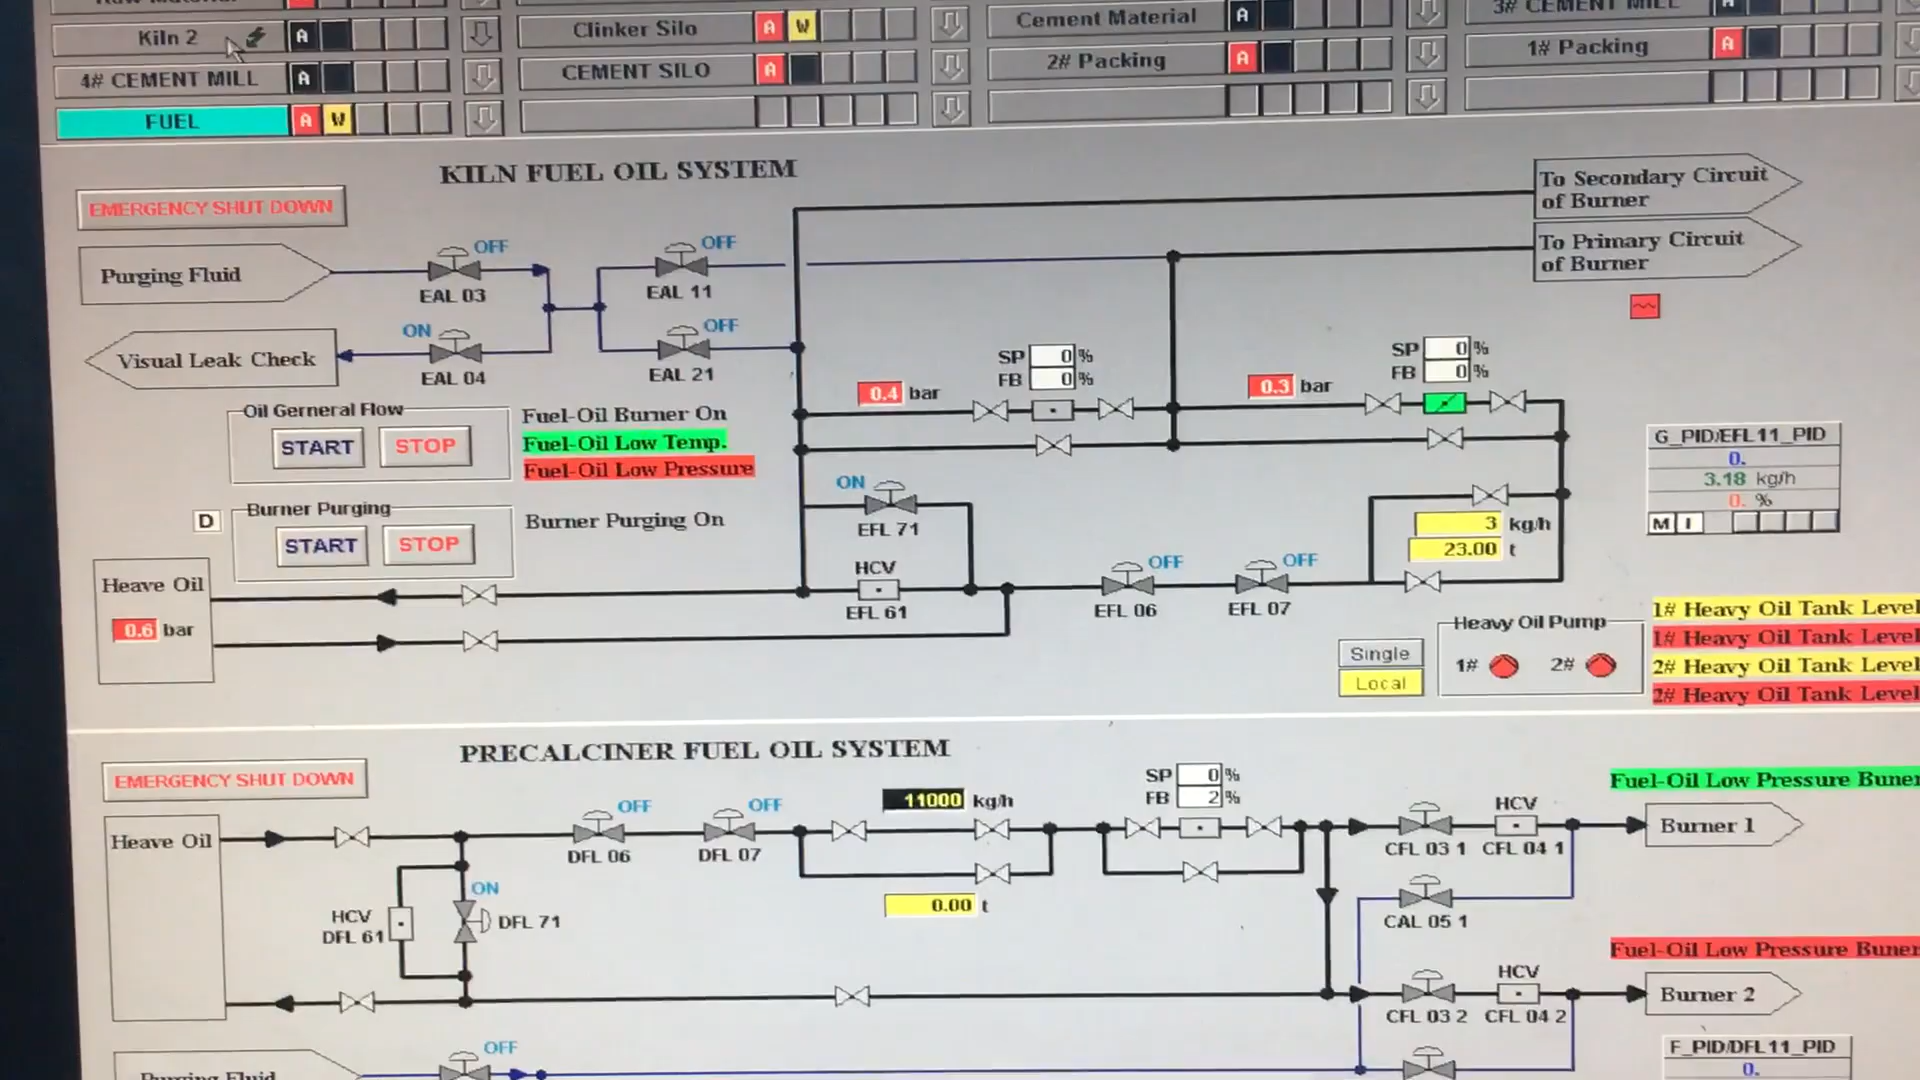 Kiln 2 A
Clinker Silo A W
Cement Material A
3# CEMENT MILL A
4# CEMENT MILL A
CEMENT SILO A
2# Packing A
1# Packing A
FUEL A W
KILN FUEL OIL SYSTEM
EMERGENCY SHUT DOWN
To Secondary Circuit
of Burner
To Primary Circuit
of Burner
Purging Fluid
OFF
EAL 03
OFF
EAL 11
Visual Leak Check
ON
EAL 04
OFF
EAL 21
SP 0 %
FB 0 %
0.4 bar
SP 0 %
FB 0 %
0.3 bar
Oil Gerneral Flow
START STOP
Fuel-Oil Burner On
Fuel-Oil Low Temp.
Fuel-Oil Low Pressure
G_PID/EFL11_PID
0.
3.18 kg/h
0. %
M I
D
Burner Purging
START STOP
Burner Purging On
ON
EFL 71
3 kg/h
23.00 t
Heave Oil
0.6 bar
HCV
EFL 61
OFF
EFL 06
OFF
EFL 07
Single
Local
Heavy Oil Pump
1# 2#
1# Heavy Oil Tank Level
1# Heavy Oil Tank Level
2# Heavy Oil Tank Level
2# Heavy Oil Tank Level
PRECALCINER FUEL OIL SYSTEM
EMERGENCY SHUT DOWN
Heave Oil
OFF
DFL 06
OFF
DFL 07
11000 kg/h
0.00 t
SP 0 %
FB 2 %
Fuel-Oil Low Pressure Buner
CFL 03 1
HCV
CFL 04 1
Burner 1
HCV
DFL 61
ON
DFL 71
CAL 05 1
Fuel-Oil Low Pressure Buner
CFL 03 2
HCV
CFL 04 2
Burner 2
Purging Fluid
OFF
F_PID/DFL11_PID
0.